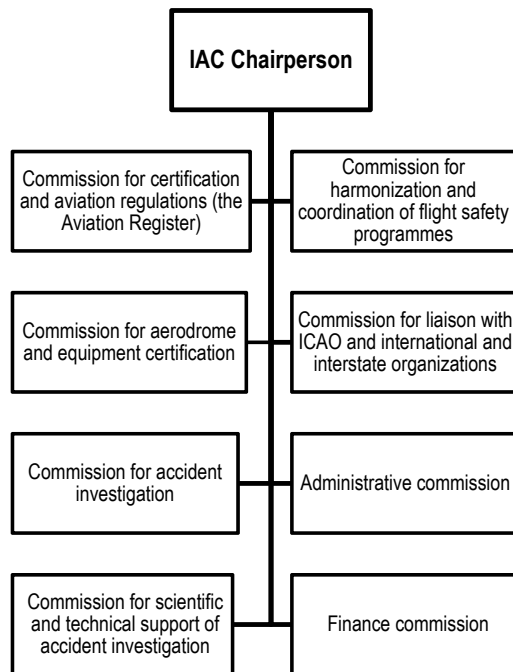 IAC Chairperson
Commission for certification
and aviation regulations (the
Aviation Register)
Commission for
harmonization and
coordination of flight safety
programmes
Commission for aerodrome
and equipment certification
Commission for liaison with
ICAO and international and
interstate organizations
Commission for accident
investigation
Administrative commission
Commission for scientific
and technical support of
accident investigation
Finance commission